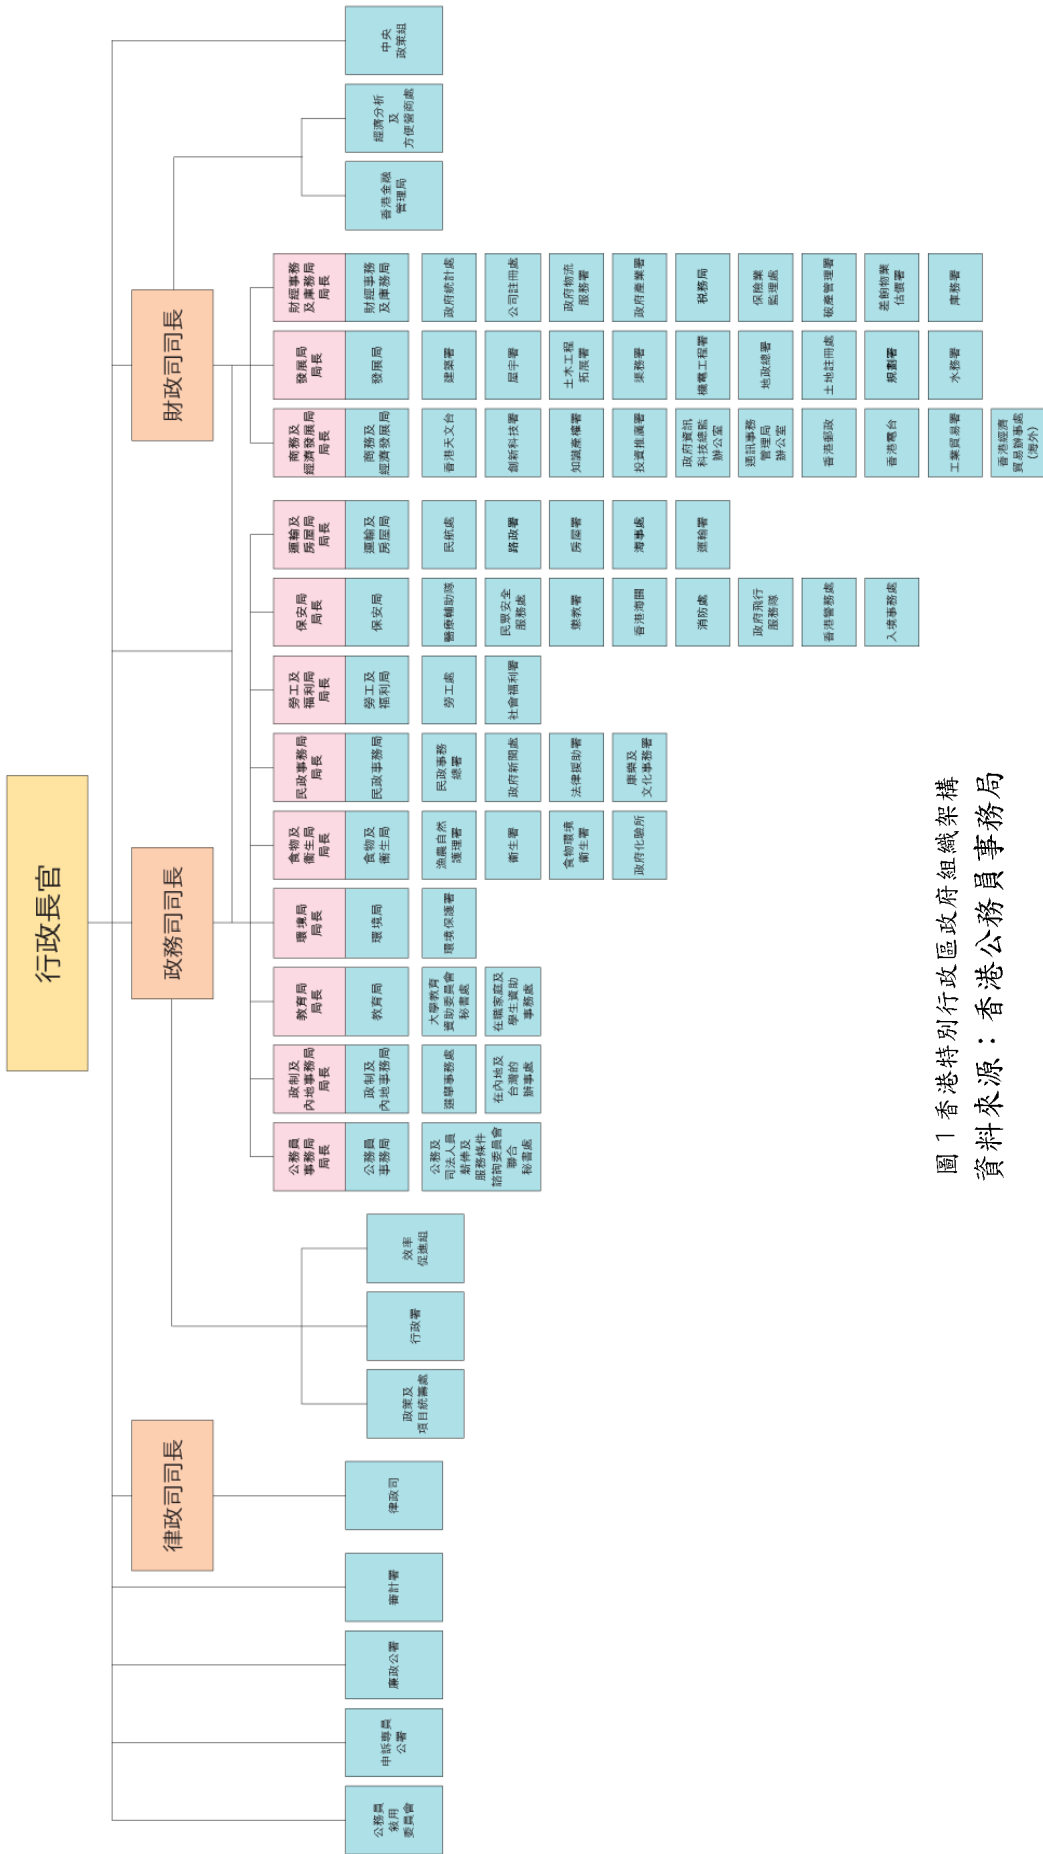 行政長官
律政司司長
政務司司長
財政司司長
公務員
敍用
委員會
申訴專員
公署
廉政公署
審計署
律政司
政策及
項目統籌處
行政署
效率
促進組
香港金融
管理局
經濟分析
及
方便營商處
中央
政策組
公務員
事務局
局長
公務員
事務局
公務及
司法人員
薪俸及
服務條件
諮詢委員會
聯合
秘書處
政制及
內地事務局
局長
政制及
內地事務局
選舉事務處
在內地及
台灣的
辦事處
教育局
局長
教育局
大學教育
資助委員會
秘書處
在職家庭及
學生資助
事務處
環境局
局長
環境局
環境保護署
食物及
衞生局
局長
食物及
衞生局
漁農自然
護理署
衞生署
食物環境
衞生署
政府化驗所
民政事務局
局長
民政事務局
民政事務
總署
政府新聞處
法律援助署
康樂及
文化事務署
勞工及
福利局
局長
勞工及
福利局
勞工處
社會福利署
保安局
局長
保安局
醫療輔助隊
民眾安全
服務處
懲教署
香港海關
消防處
政府飛行
服務隊
香港警務處
入境事務處
運輸及
房屋局
局長
運輸及
房屋局
民航處
路政署
房屋署
海事處
運輸署
商務及
經濟發展局
局長
商務及
經濟發展局
香港天文台
創新科技署
知識產權署
投資推廣署
政府資訊
科技總監
辦公室
通訊事務
管理局
辦公室
香港郵政
香港電台
工業貿易署
香港經濟
貿易辦事處
(海外)
發展局
局長
發展局
建築署
屋宇署
土木工程
拓展署
渠務署
機電工程署
地政總署
土地註冊處
規劃署
水務署
財經事務
及庫務局
局長
財經事務
及庫務局
政府統計處
公司註冊處
政府物流
服務署
政府產業署
稅務局
保險業
監理處
破產管理署
差餉物業
估價署
庫務署
圖1 香港特別行政區政府組織架構
資料來源：香港公務員事務局